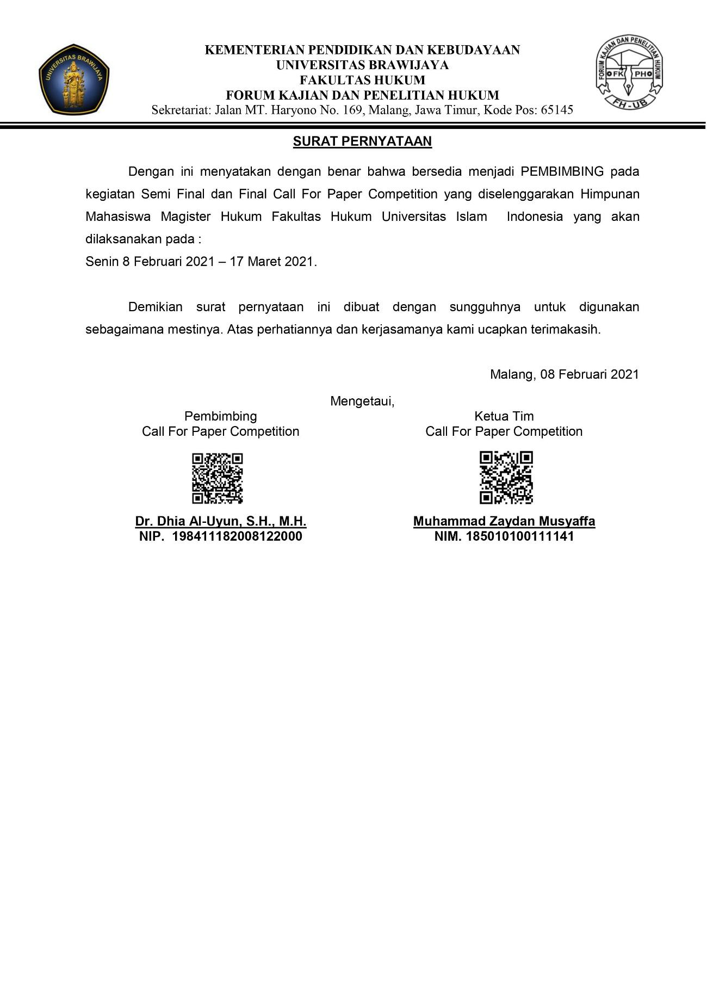 UNIVERSITAS BRAWIJAYA
KEMENTERIAN PENDIDIKAN DAN KEBUDAYAAN
UNIVERSITAS BRAWIJAYA
FAKULTAS HUKUM
FORUM KAJIAN DAN PENELITIAN HUKUM
Sekretariat: Jalan MT. Haryono No. 169, Malang, Jawa Timur, Kode Pos: 65145
FORUM KAJIAN DAN PENELITIAN HUKUM
FK PH
FH-UB
SURAT PERNYATAAN
Dengan ini menyatakan dengan benar bahwa bersedia menjadi PEMBIMBING pada
kegiatan Semi Final dan Final Call For Paper Competition yang diselenggarakan Himpunan
Mahasiswa Magister Hukum Fakultas Hukum Universitas Islam Indonesia yang akan
dilaksanakan pada :
Senin 8 Februari 2021 – 17 Maret 2021.
Demikian surat pernyataan ini dibuat dengan sungguhnya untuk digunakan
sebagaimana mestinya. Atas perhatiannya dan kerjasamanya kami ucapkan terimakasih.
Malang, 08 Februari 2021
Mengetaui,
Pembimbing
Call For Paper Competition
Ketua Tim
Call For Paper Competition
Dr. Dhia Al-Uyun, S.H., M.H.
NIP. 198411182008122000
Muhammad Zaydan Musyaffa
NIM. 185010100111141